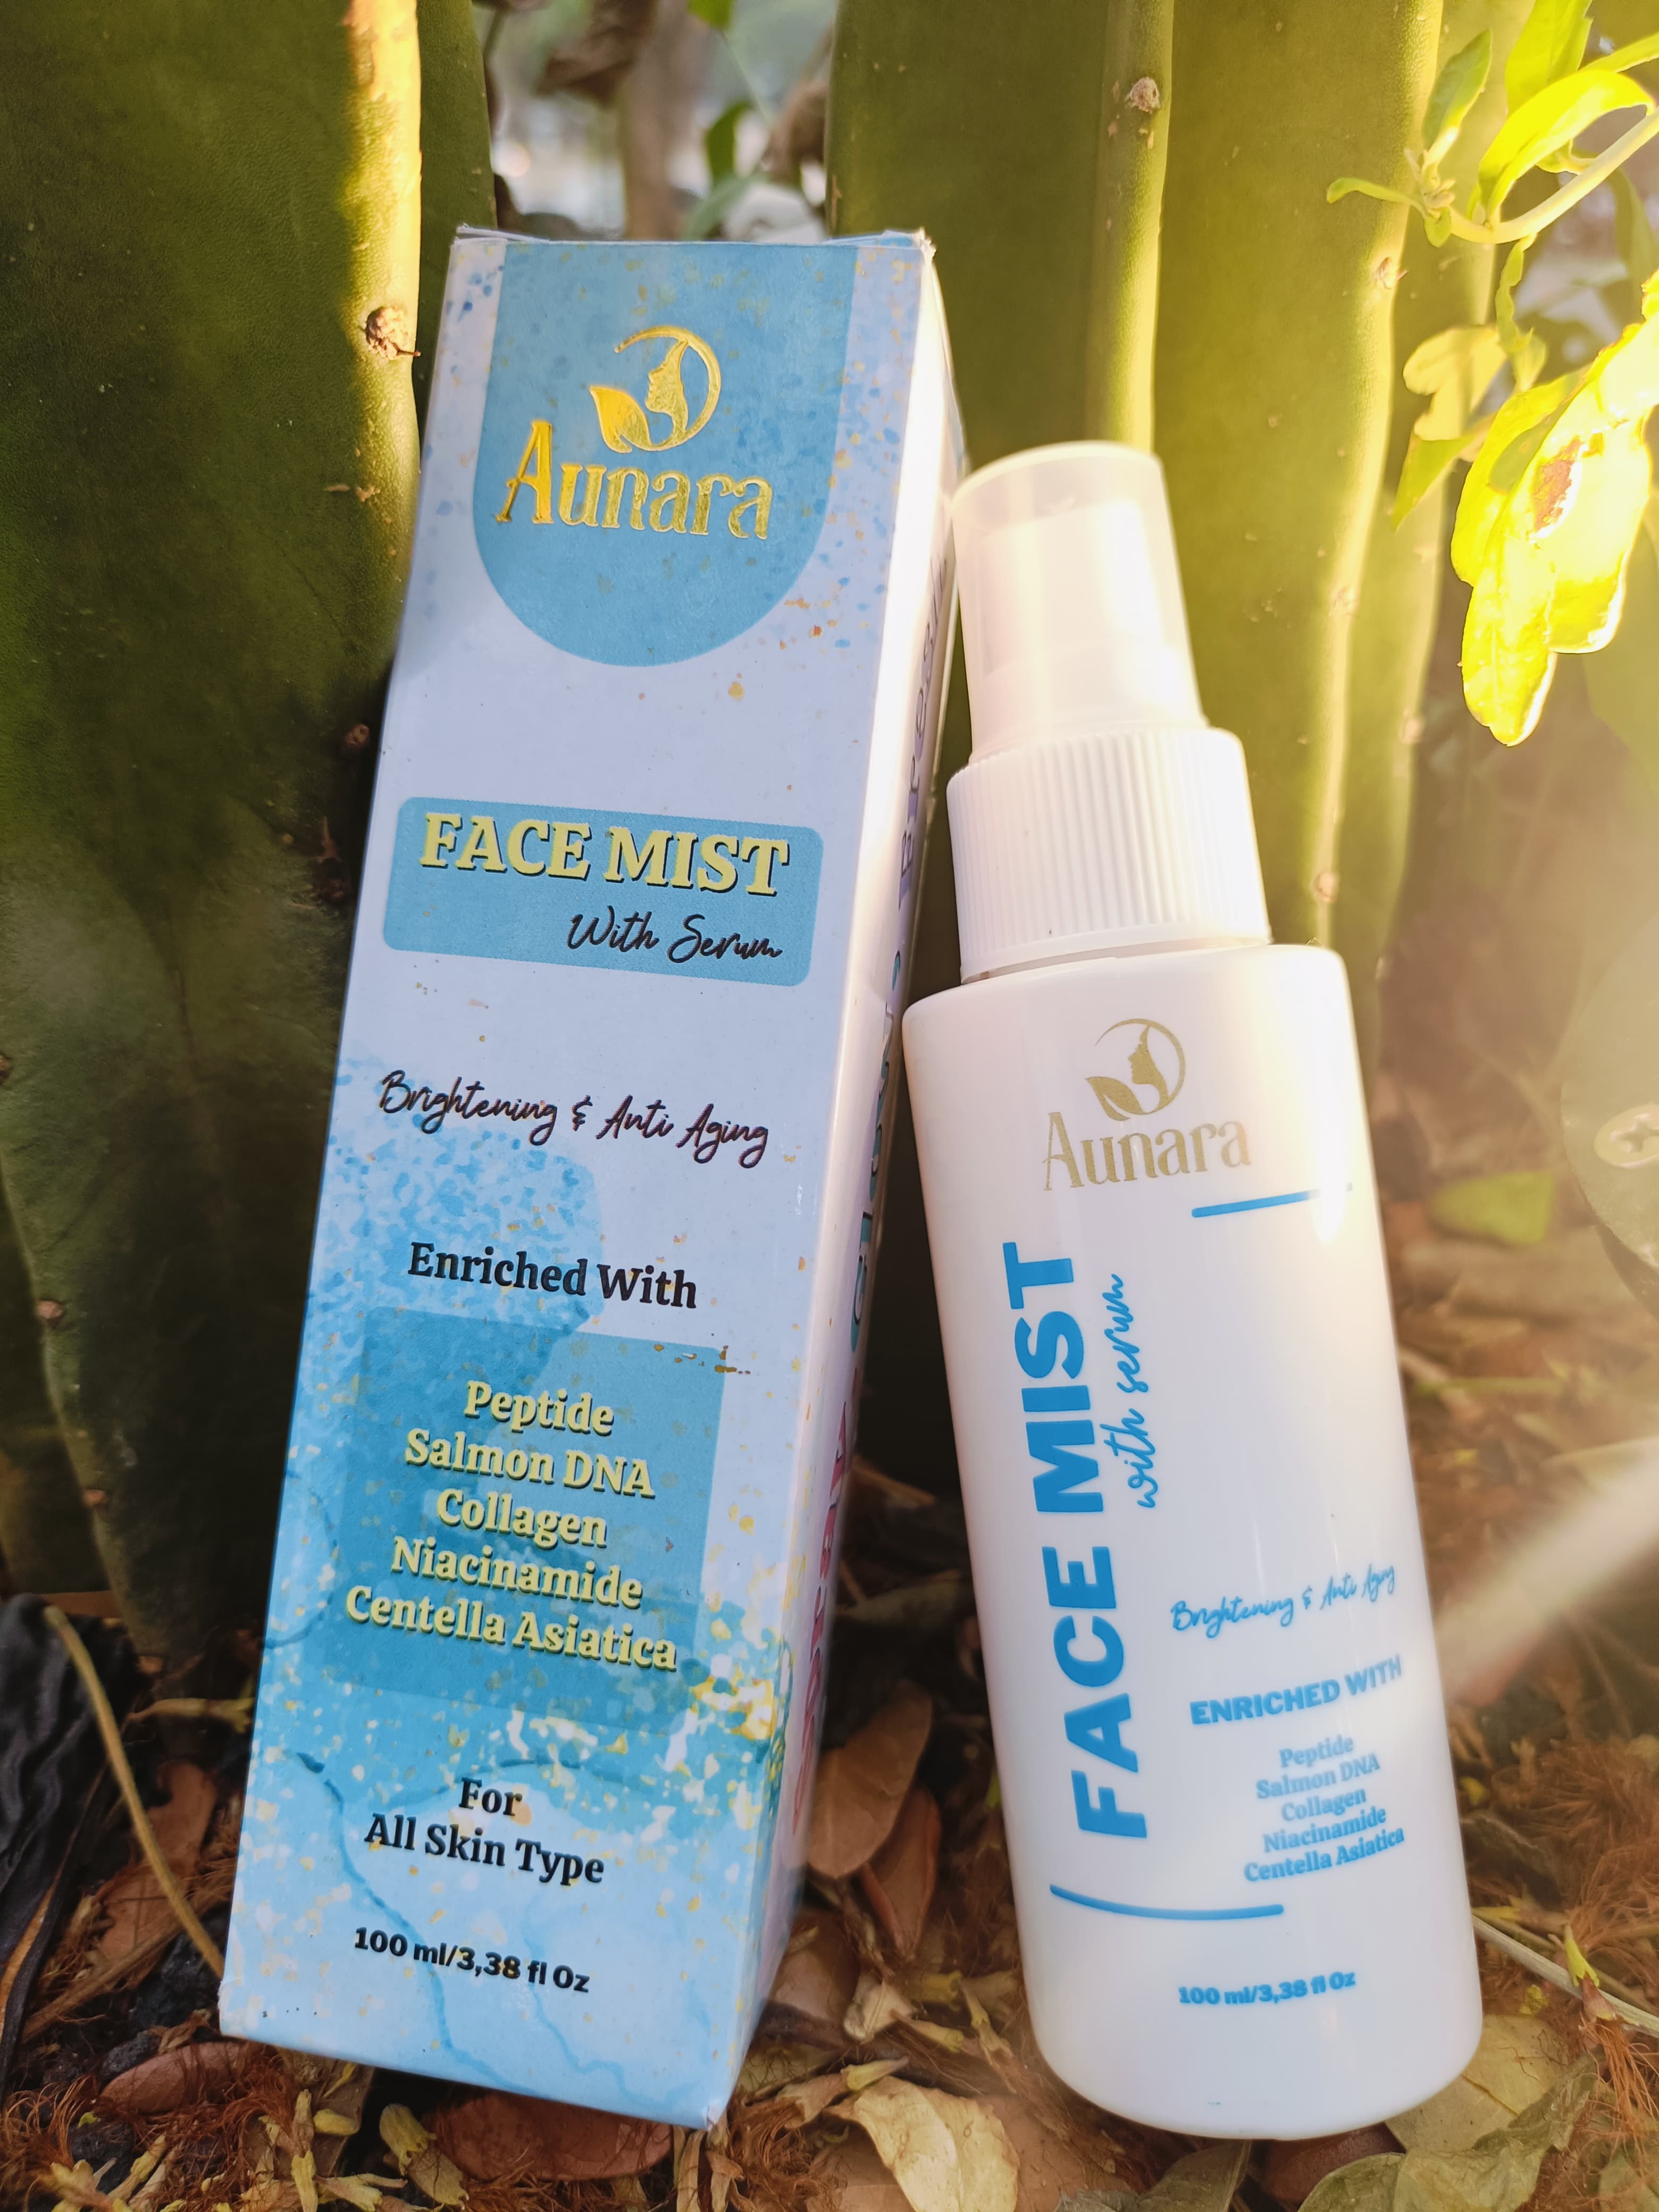 Aunara
FACE MIST
With Serum
Brightening & Anti Aging
Enriched With
Peptide
Salmon DNA
Collagen
Niacinamide
Centella Asiatica
For
All Skin Type
100 ml/3,38 fl Oz
Aunara
FACE MIST
with serum
Brightening & Anti Aging
ENRICHED WITH
Peptide
Salmon DNA
Collagen
Niacinamide
Centella Asiatica
100 ml/3,38 fl Oz